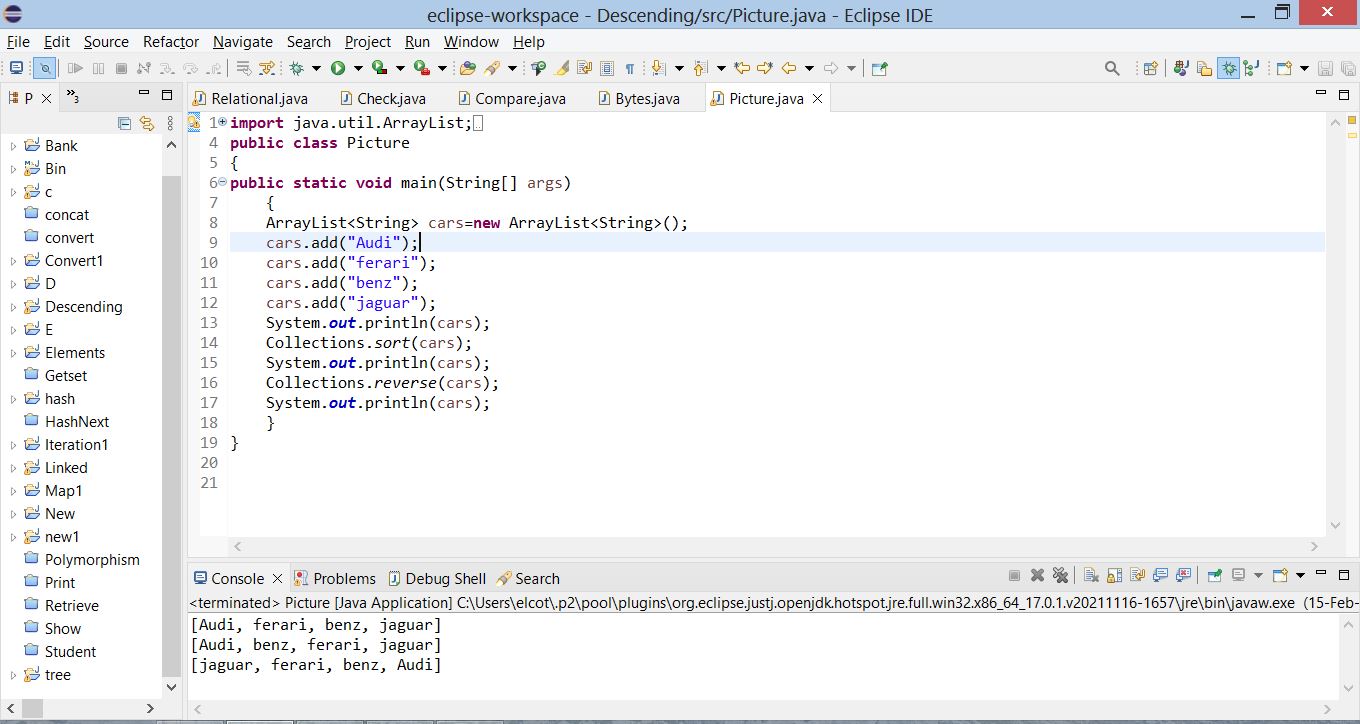 eclipse-workspace - Descending/src/Picture.java - Eclipse IDE
File Edit Source Refactor Navigate Search Project Run Window Help
P 3
Relational.java Check.java Compare.java Bytes.java Picture.java
Bank
Bin
c
concat
convert
Convert1
D
Descending
E
Elements
Getset
hash
HashNext
Iteration1
Linked
Map1
New
new1
Polymorphism
Print
Retrieve
Show
Student
tree
1 import java.util.ArrayList;
4 public class Picture
5 {
6 public static void main(String[] args)
7 {
8 ArrayList<String> cars=new ArrayList<String>();
9 cars.add("Audi");
10 cars.add("ferari");
11 cars.add("benz");
12 cars.add("jaguar");
13 System.out.println(cars);
14 Collections.sort(cars);
15 System.out.println(cars);
16 Collections.reverse(cars);
17 System.out.println(cars);
18 }
19 }
20
21
Console Problems Debug Shell Search
<terminated> Picture [Java Application] C:\Users\elcot\.p2\pool\plugins\org.eclipse.justj.openjdk.hotspot.jre.full.win32.x86_64_17.0.1.v20211116-1657\jre\bin\javaw.exe (15-Feb-
[Audi, ferari, benz, jaguar]
[Audi, benz, ferari, jaguar]
[jaguar, ferari, benz, Audi]